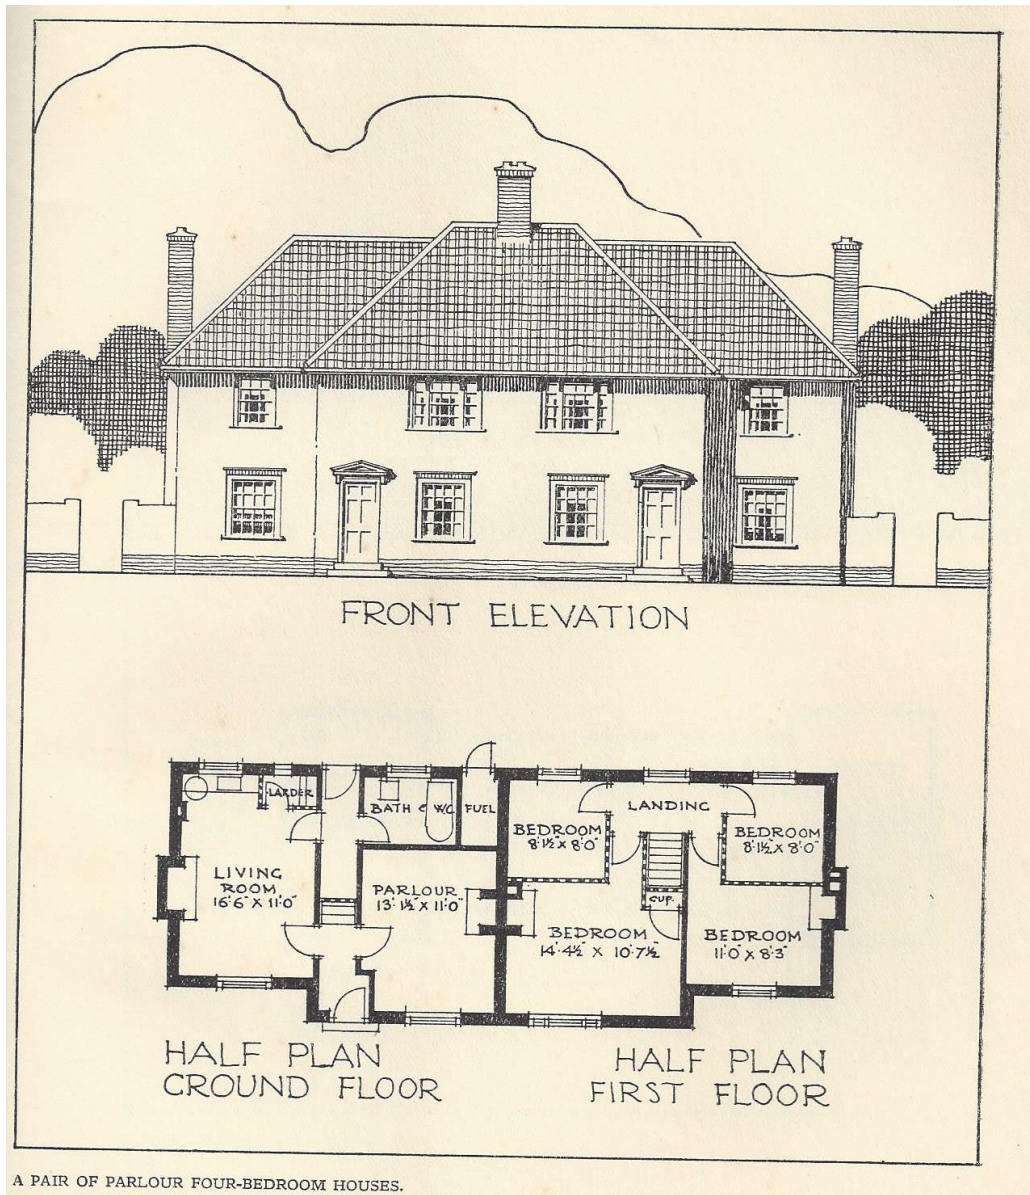 FRONT ELEVATION
LARDER
BATH & W.C.
FUEL
LIVING
ROOM
16'·6" X 11'·0"
PARLOUR
13'·1½" X 11'·0"
LANDING
BEDROOM
8'·1½" X 8'·0"
BEDROOM
8'·1½" X 8'·0"
CUP.
BEDROOM
14'·4½" X 10'·7½"
BEDROOM
11'·0" X 8'·3"
HALF PLAN
GROUND FLOOR
HALF PLAN
FIRST FLOOR
A PAIR OF PARLOUR FOUR-BEDROOM HOUSES.